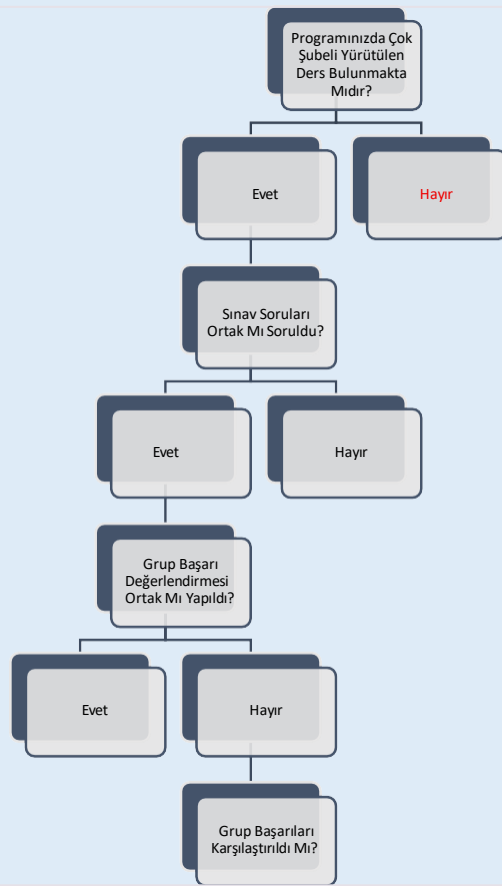 Programınızda Çok
Şubeli Yürütülen
Ders Bulunmakta
Mıdır?
Evet
Hayır
Sınav Soruları
Ortak Mı Soruldu?
Evet
Hayır
Grup Başarı
Değerlendirmesi
Ortak Mı Yapıldı?
Evet
Hayır
Grup Başarıları
Karşılaştırıldı Mı?